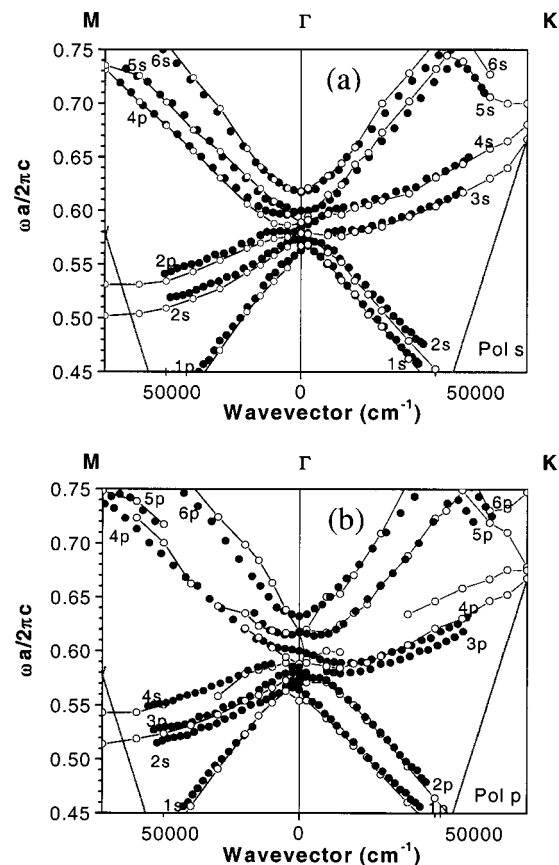 M Γ K
0.75
0.70
0.65
0.60
0.55
0.50
0.45
ωa/2πc
(a)
5s
6s
4p
2p
2s
1p
6s
5s
4s
3s
2s
1s
Pol s
50000 0 50000
Wavevector (cm⁻¹)
M Γ K
0.75
0.70
0.65
0.60
0.55
0.50
0.45
ωa/2πc
(b)
5p
6p
4p
4s
3p
2s
1s
6p
5p
4p
3p
2p
1p
Pol p
50000 0 50000
Wavevector (cm⁻¹)